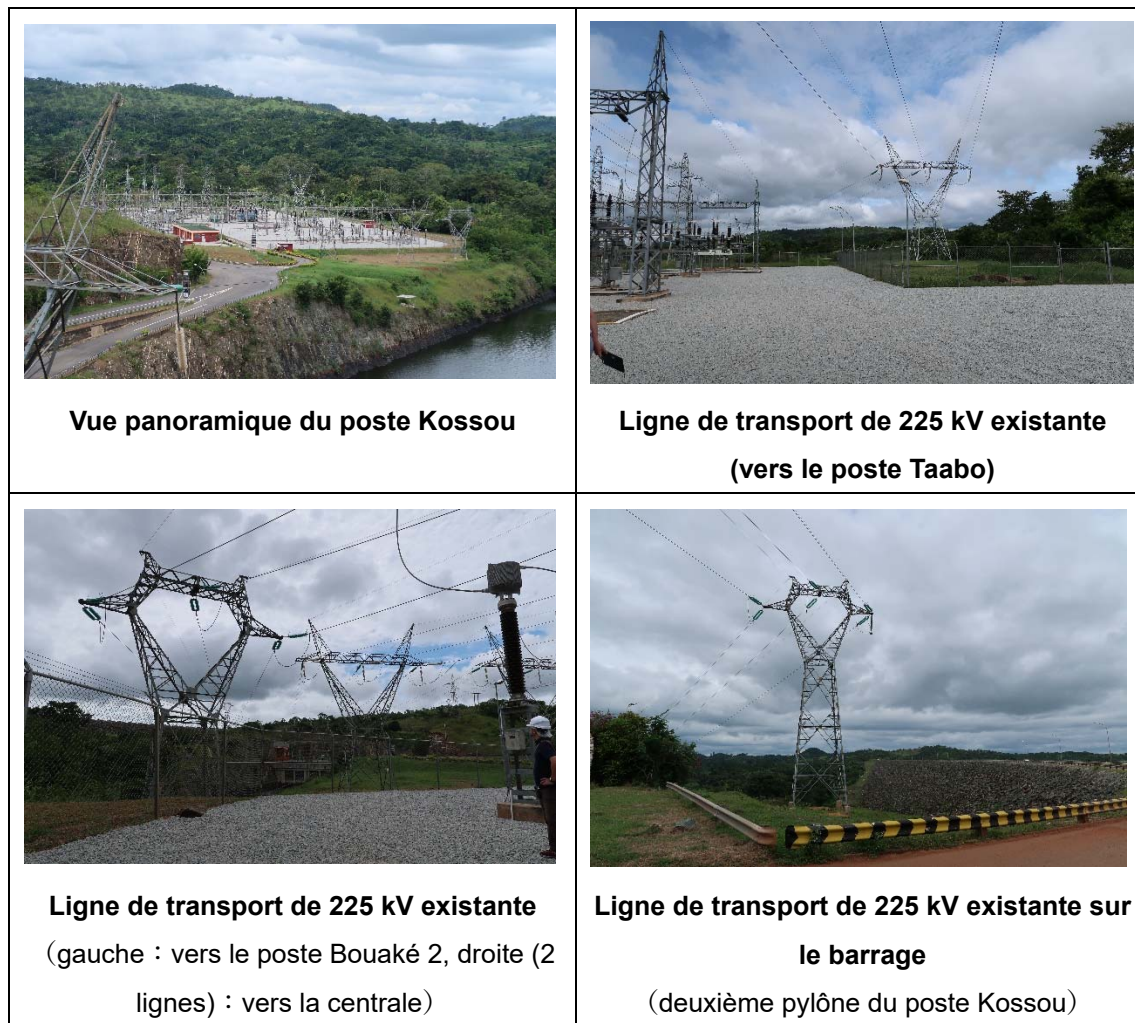 Vue panoramique du poste Kossou
Ligne de transport de 225 kV existante
(vers le poste Taabo)
Ligne de transport de 225 kV existante
（gauche：vers le poste Bouaké 2, droite (2
lignes)：vers la centrale）
Ligne de transport de 225 kV existante sur
le barrage
（deuxième pylône du poste Kossou）